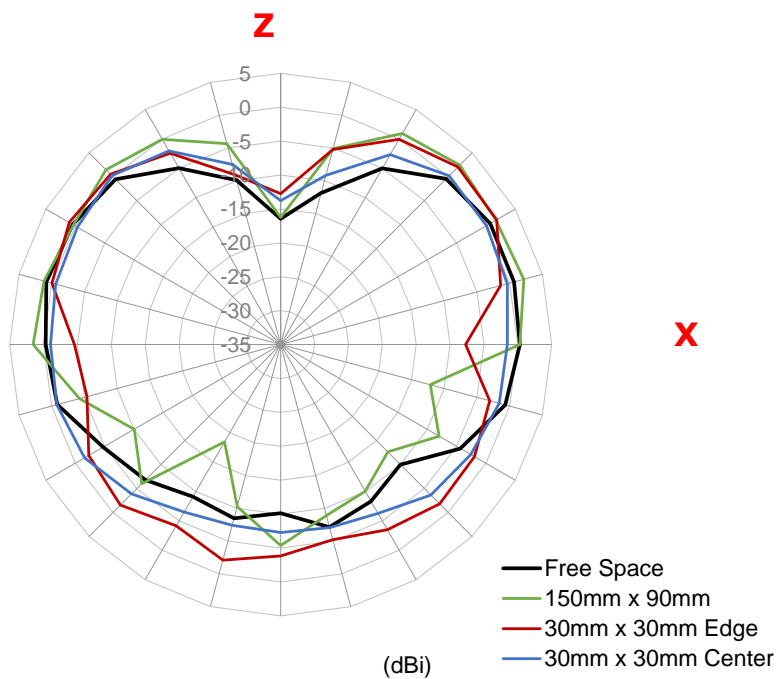 Z
5
0
-5
-10
-15
-20
-25
-30
-35
X
Free Space
150mm x 90mm
30mm x 30mm Edge
30mm x 30mm Center
(dBi)